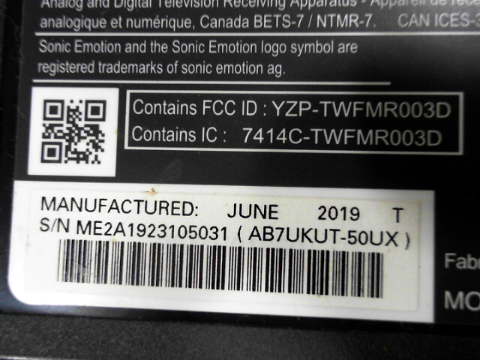 Analog and Digital Television Receiving Apparatus - Appareil de
analogique et numérique, Canada BETS-7 / NTMR-7. CAN ICES-3
Sonic Emotion and the Sonic Emotion logo symbol are
registered trademarks of sonic emotion ag.
Contains FCC ID : YZP-TWFMR003D
Contains IC : 7414C-TWFMR003D
MANUFACTURED: JUNE 2019 T
S/N ME2A1923105031 ( AB7UKUT-50UX )
Fab
MO